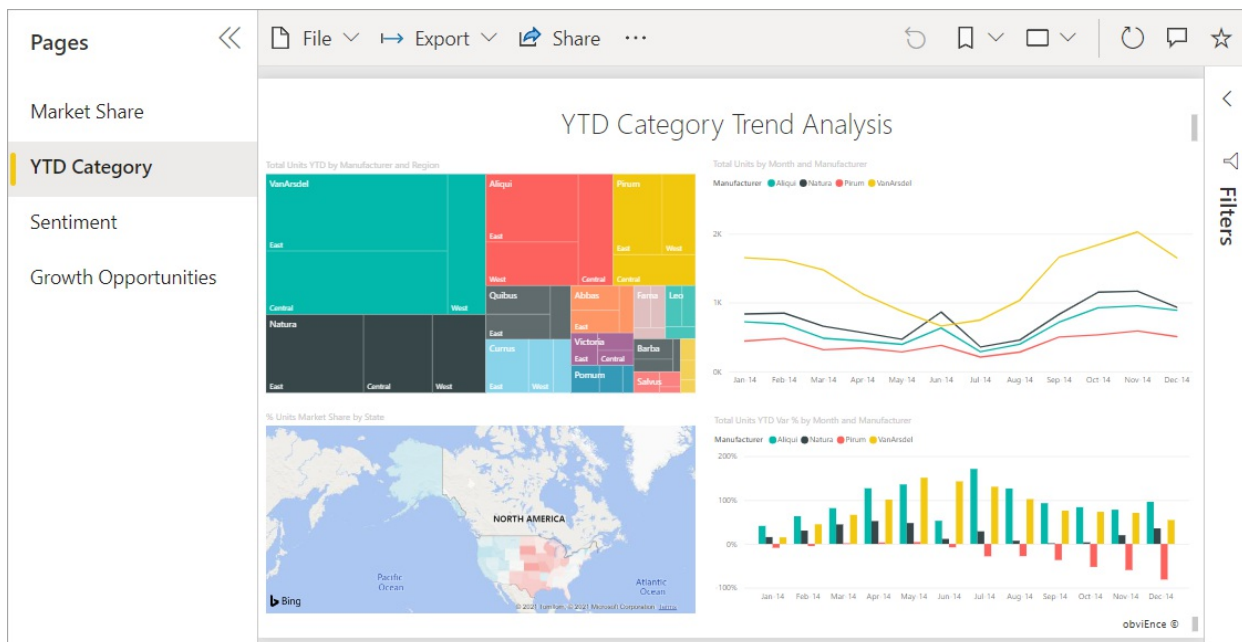 Pages
Market Share
YTD Category
Sentiment
Growth Opportunities
File
Export
Share
Filters
YTD Category Trend Analysis
Total Units YTD by Manufacturer and Region
VanArsdel
East
Central
West
Natura
East
Central
West
Aliqui
East
West
Central
Pirum
East
West
Central
Quibus
East
Currus
East
West
Abbas
East
Victoria
East
Central
Pomum
Fama
Leo
Barba
Salvus
Total Units by Month and Manufacturer
Manufacturer Aliqui Natura Pirum VanArsdel
2K
1K
0K
Jan-14 Feb-14 Mar-14 Apr-14 May-14 Jun-14 Jul-14 Aug-14 Sep-14 Oct-14 Nov-14 Dec-14
% Units Market Share by State
NORTH AMERICA
Pacific
Ocean
Atlantic
Ocean
Bing
© 2021 TomTom, © 2021 Microsoft Corporation Terms
Total Units YTD Var % by Month and Manufacturer
Manufacturer Aliqui Natura Pirum VanArsdel
200%
100%
0%
-100%
Jan-14 Feb-14 Mar-14 Apr-14 May-14 Jun-14 Jul-14 Aug-14 Sep-14 Oct-14 Nov-14 Dec-14
obviEnce ©